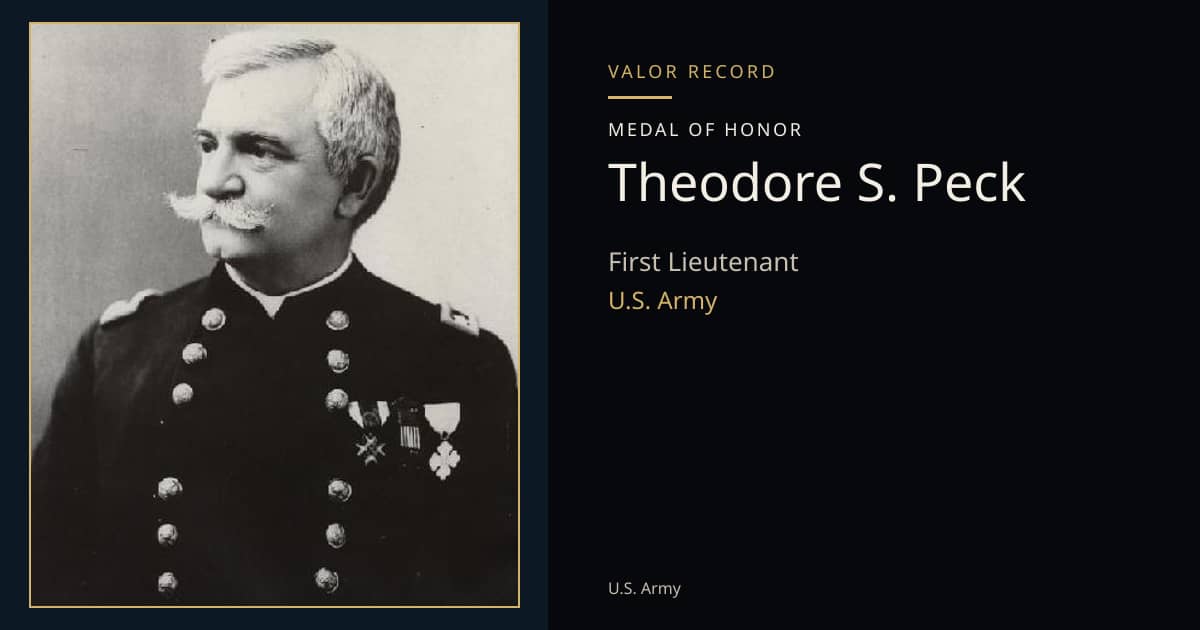 VALOR RECORD
MEDAL OF HONOR
Theodore S. Peck
First Lieutenant
U.S. Army
U.S. Army